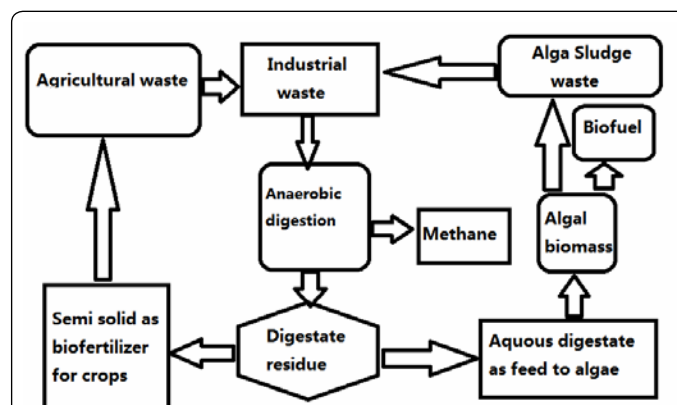 Agricultural waste
Industrial
waste
Alga Sludge
waste
Biofuel
Anaerobic
digestion
Methane
Algal
biomass
Semi solid as
biofertilizer
for crops
Digestate
residue
Aquous digestate
as feed to algae